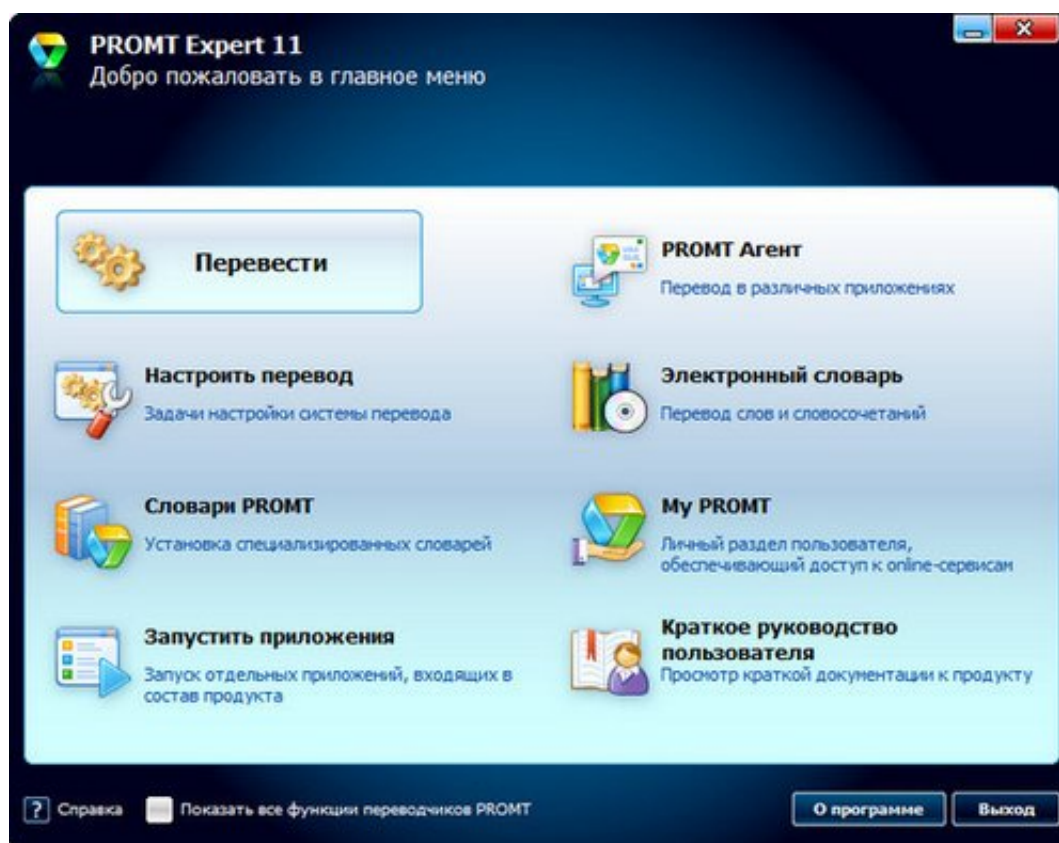 PROMT Expert 11
Добро пожаловать в главное меню
Перевести
PROMT Агент
Перевод в различных приложениях
Настроить перевод
Задачи настройки системы перевода
Электронный словарь
Перевод слов и словосочетаний
Словари PROMT
Установка специализированных словарей
My PROMT
Личный раздел пользователя,
обеспечивающий доступ к online-сервисам
Запустить приложения
Запуск отдельных приложений, входящих в
состав продукта
Краткое руководство
пользователя
Просмотр краткой документации к продукту
? Справка
Показать все функции переводчиков PROMT
О программе
Выход